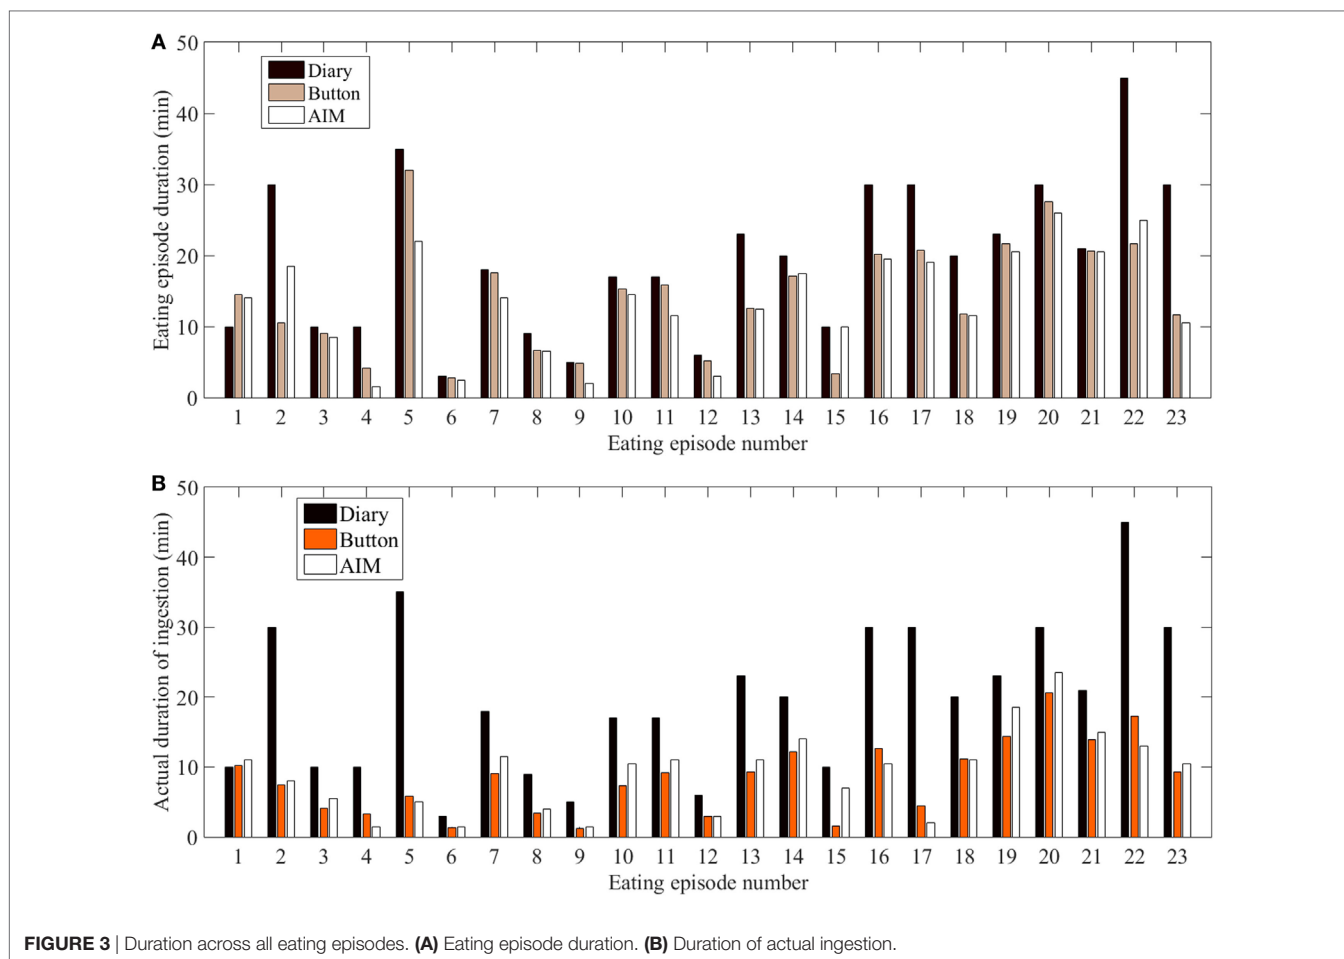 A
50
40
30
20
10
0
Eating episode duration (min)
Diary
Button
AIM
1 2 3 4 5 6 7 8 9 10 11 12 13 14 15 16 17 18 19 20 21 22 23
Eating episode number
B
50
40
30
20
10
0
Actual duration of ingestion (min)
Diary
Button
AIM
1 2 3 4 5 6 7 8 9 10 11 12 13 14 15 16 17 18 19 20 21 22 23
Eating episode number
FIGURE 3 | Duration across all eating episodes. (A) Eating episode duration. (B) Duration of actual ingestion.